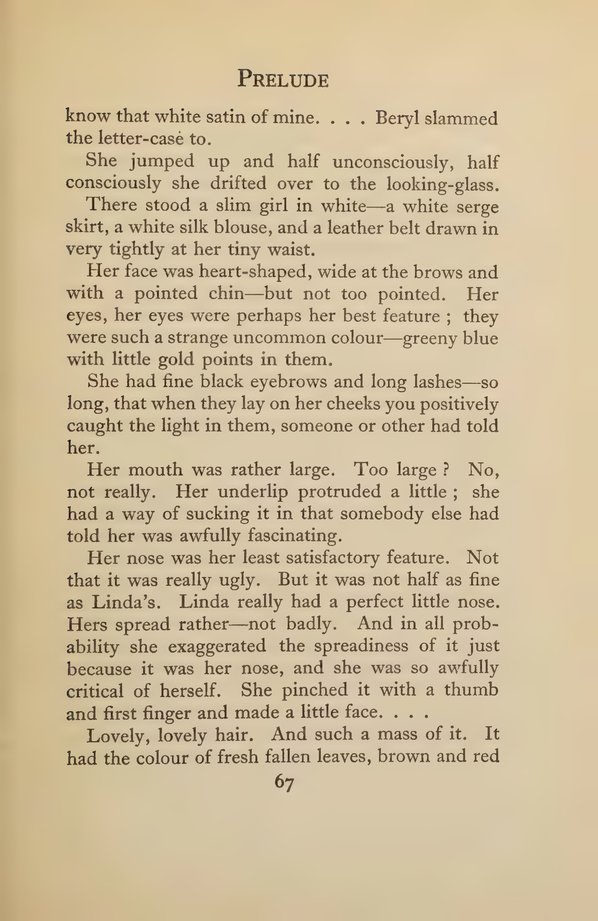 PRELUDE
know that white satin of mine. . . . Beryl slammed
the letter-case to.
She jumped up and half unconsciously, half
consciously she drifted over to the looking-glass.
There stood a slim girl in white—a white serge
skirt, a white silk blouse, and a leather belt drawn in
very tightly at her tiny waist.
Her face was heart-shaped, wide at the brows and
with a pointed chin—but not too pointed. Her
eyes, her eyes were perhaps her best feature ; they
were such a strange uncommon colour—greeny blue
with little gold points in them.
She had fine black eyebrows and long lashes—so
long, that when they lay on her cheeks you positively
caught the light in them, someone or other had told
her.
Her mouth was rather large. Too large ? No,
not really. Her underlip protruded a little ; she
had a way of sucking it in that somebody else had
told her was awfully fascinating.
Her nose was her least satisfactory feature. Not
that it was really ugly. But it was not half as fine
as Linda's. Linda really had a perfect little nose.
Hers spread rather—not badly. And in all prob-
ability she exaggerated the spreadiness of it just
because it was her nose, and she was so awfully
critical of herself. She pinched it with a thumb
and first finger and made a little face. . . .
Lovely, lovely hair. And such a mass of it. It
had the colour of fresh fallen leaves, brown and red
67